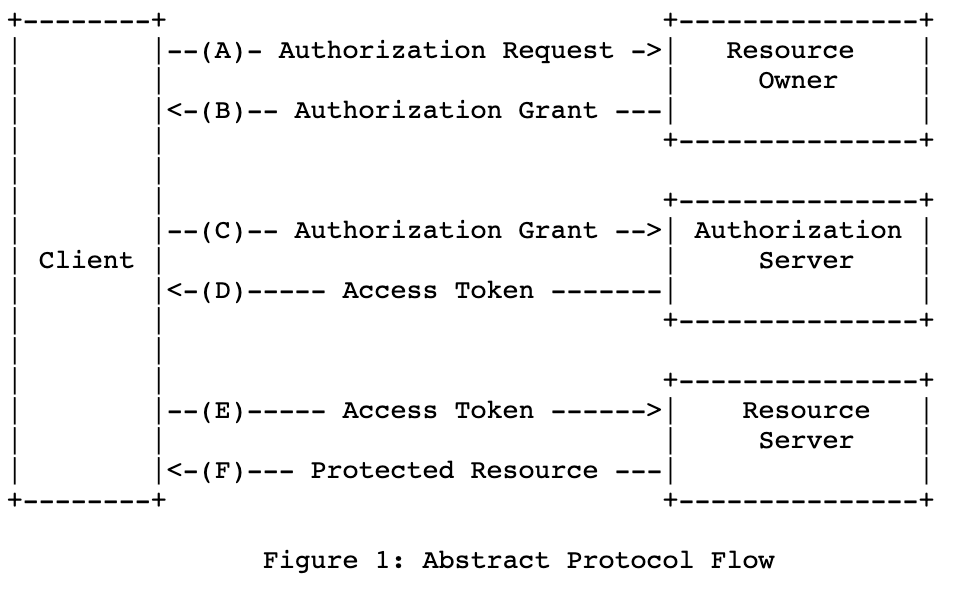 +--------+                               +---------------+
|        |--(A)- Authorization Request ->|   Resource    |
|        |                               |     Owner     |
|        |<-(B)-- Authorization Grant ---|               |
|        |                               +---------------+
|        |
|        |                               +---------------+
|        |--(C)-- Authorization Grant -->| Authorization |
| Client |                               |     Server    |
|        |<-(D)----- Access Token -------|               |
|        |                               +---------------+
|        |
|        |                               +---------------+
|        |--(E)----- Access Token ------>|    Resource   |
|        |                               |     Server    |
|        |<-(F)--- Protected Resource ---|               |
+--------+                               +---------------+
Figure 1: Abstract Protocol Flow